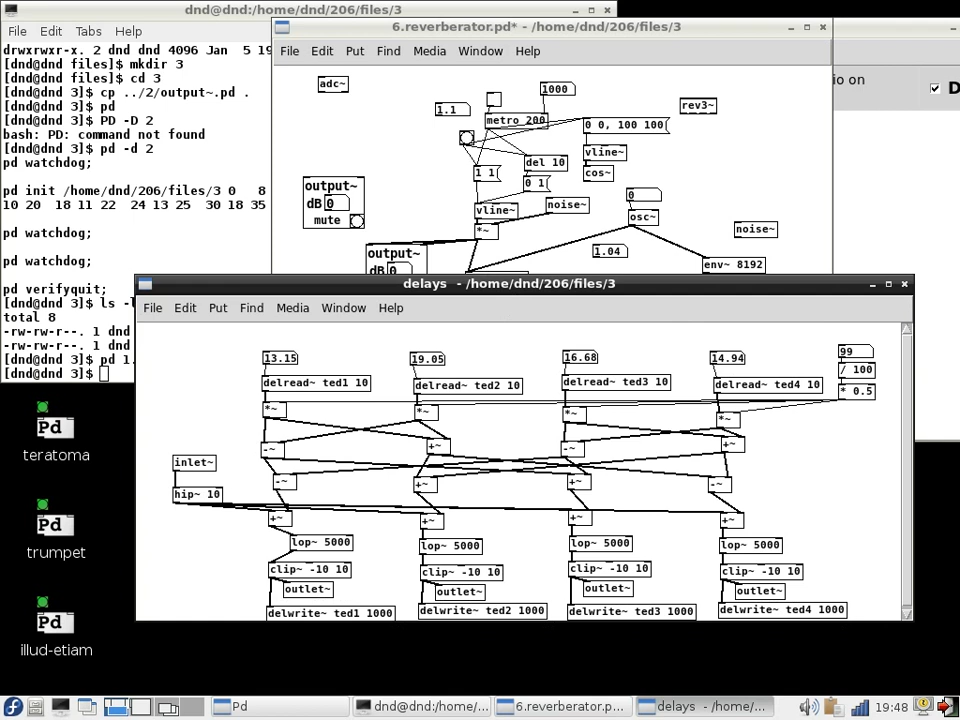 dnd@dnd:/home/dnd/206/files/3
File Edit Tabs Help
drwxrwxr-x. 2 dnd dnd 4096 Jan 5 19
[dnd@dnd files]$ mkdir 3
[dnd@dnd files]$ cd 3
[dnd@dnd 3]$ cp ../2/output~.pd .
[dnd@dnd 3]$ pd
[dnd@dnd 3]$ PD -D 2
bash: PD: command not found
[dnd@dnd 3]$ pd -d 2
pd watchdog;
pd init /home/dnd/206/files/3 0 8
10 20 18 11 22 24 13 25 30 18 35
pd watchdog;
pd watchdog;
pd verifyquit;
[dnd@dnd 3]$ ls -l
total 8
-rw-rw-r--. 1 dnd
-rw-rw-r--. 1 dnd
[dnd@dnd 3]$ pd 1.
[dnd@dnd 3]$
6.reverberator.pd* - /home/dnd/206/files/3
File Edit Put Find Media Window Help
adc~
1.1
1000
metro 200
0 0, 100 100
rev3~
vline~
cos~
del 10
1 1
0 1
output~
dB 0
mute
vline~
noise~
0
osc~
*~
noise~
1.04
env~ 8192
output~
dB 0
io on
D
delays - /home/dnd/206/files/3
File Edit Put Find Media Window Help
13.15 19.05 16.68 14.94 99
/ 100
* 0.5
delread~ ted1 10 delread~ ted2 10 delread~ ted3 10 delread~ ted4 10
*~ *~ *~ *~
-~ +~ -~ +~
inlet~
-~ +~ +~ -~
hip~ 10
+~ +~ +~ +~
lop~ 5000 lop~ 5000 lop~ 5000 lop~ 5000
clip~ -10 10 clip~ -10 10 clip~ -10 10 clip~ -10 10
outlet~ outlet~ outlet~ outlet~
delwrite~ ted1 1000 delwrite~ ted2 1000 delwrite~ ted3 1000 delwrite~ ted4 1000
Pd
teratoma
Pd
trumpet
Pd
illud-etiam
Pd
dnd@dnd:/home/...
6.reverberator.p...
delays - /home/...
19:48